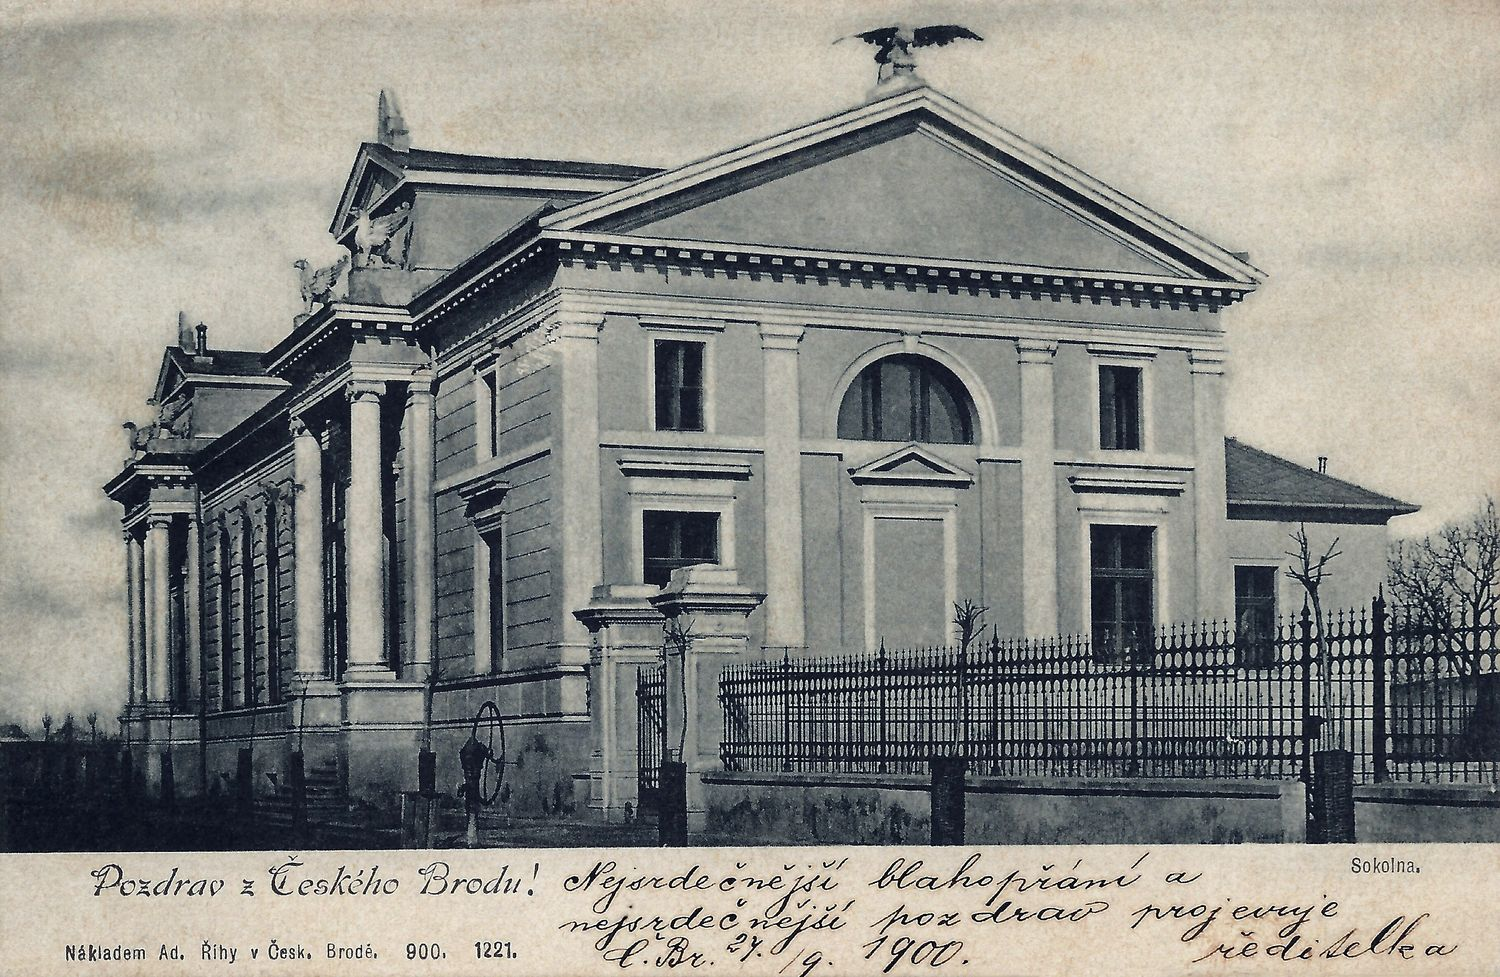 Sokolna.
Pozdrav z Českého Brodu!
Nejsrdečnější blahopřání a
nejsrdečnější pozdrav projevuje
Č. Br. 27./9. 1900. ředitelka
Nákladem Ad. Říhy v Česk. Brodě. 900. 1221.